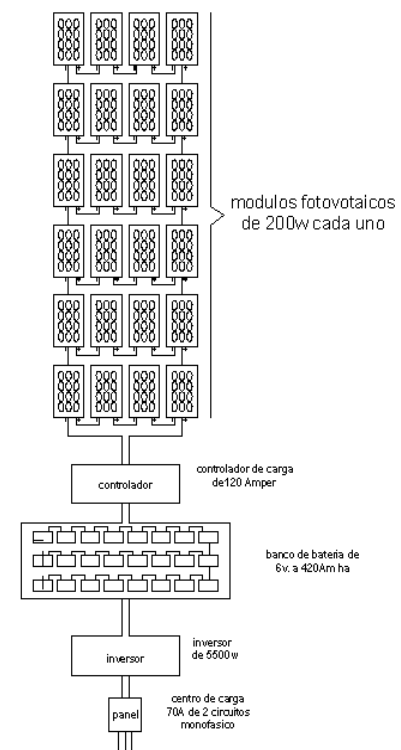 modulos fotovotaicos
de 200w cada uno
controlador
controlador de carga
de120 Amper
banco de bateria de
6v. a 420Am ha
inversor
inversor
de 5500w
panel
centro de carga
70A de 2 circuitos
monofasico